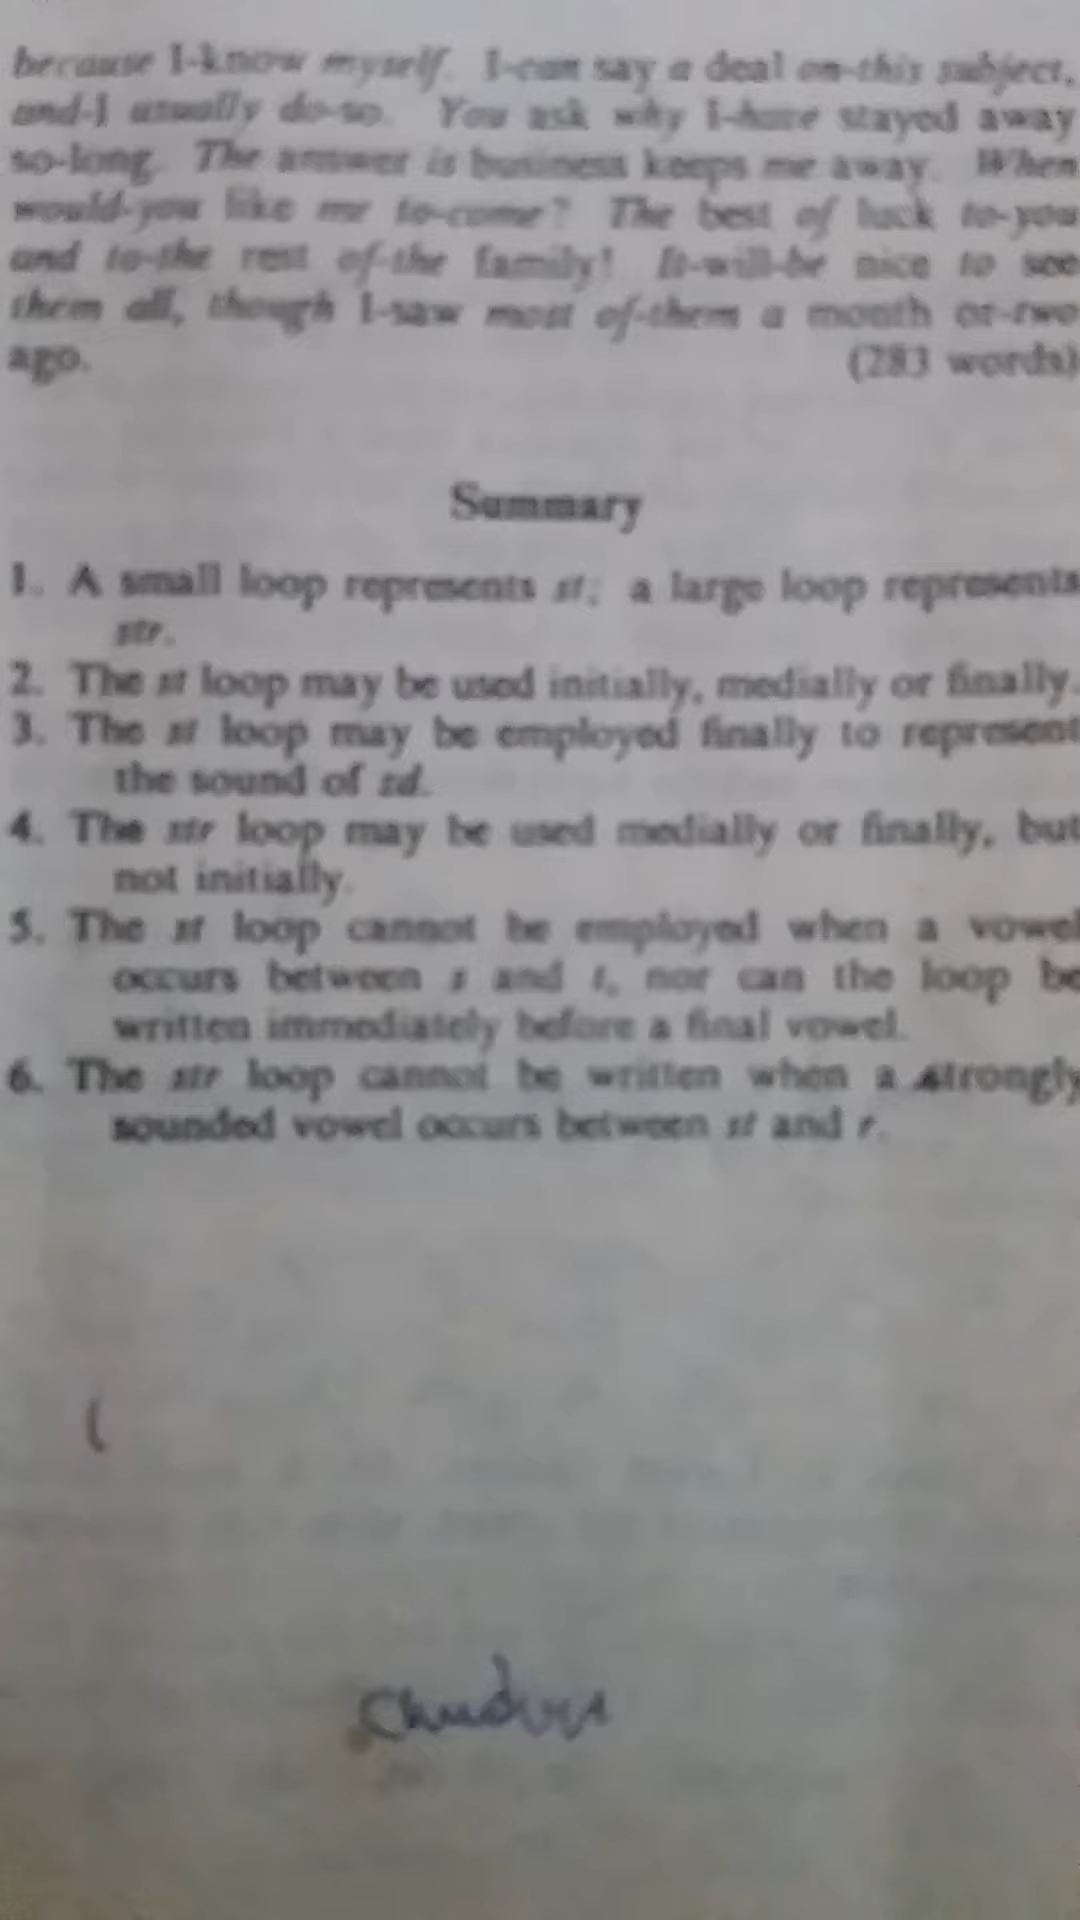 because I-know myself. I-can say a deal on-this subject,
and-I usually do-so. You ask why I-have stayed away
so-long. The answer is business keeps me away. When
would-you like me to-come? The best of luck to-you
and to-the rest of-the family! It-will-be nice to see
them all, though I-saw most of-them a month or-two
ago. (283 words)
Summary
1. A small loop represents st; a large loop represents
str.
2. The st loop may be used initially, medially or finally.
3. The st loop may be employed finally to represent
the sound of zd.
4. The str loop may be used medially or finally, but
not initially.
5. The st loop cannot be employed when a vowel
occurs between s and t, nor can the loop be
written immediately before a final vowel.
6. The str loop cannot be written when a strongly
sounded vowel occurs between st and r.